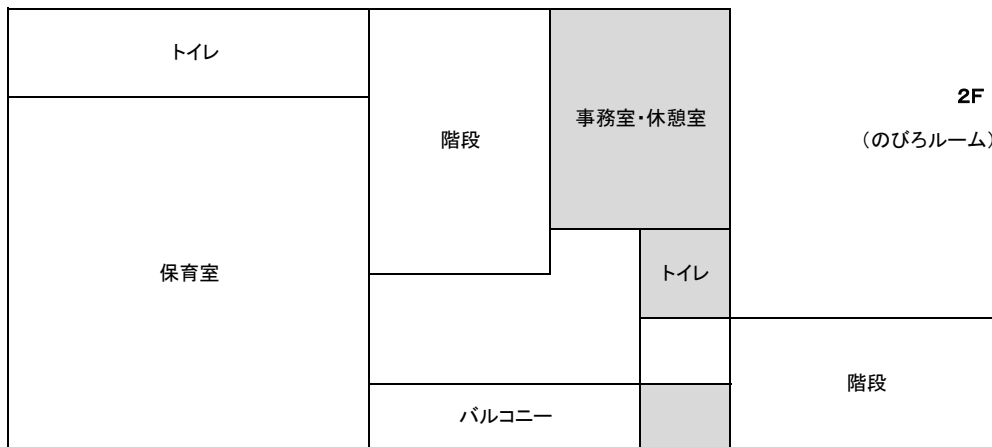 トイレ
2F
事務室・休憩室
階段
（のびろルーム）
保育室
トイレ
階段
バルコニー